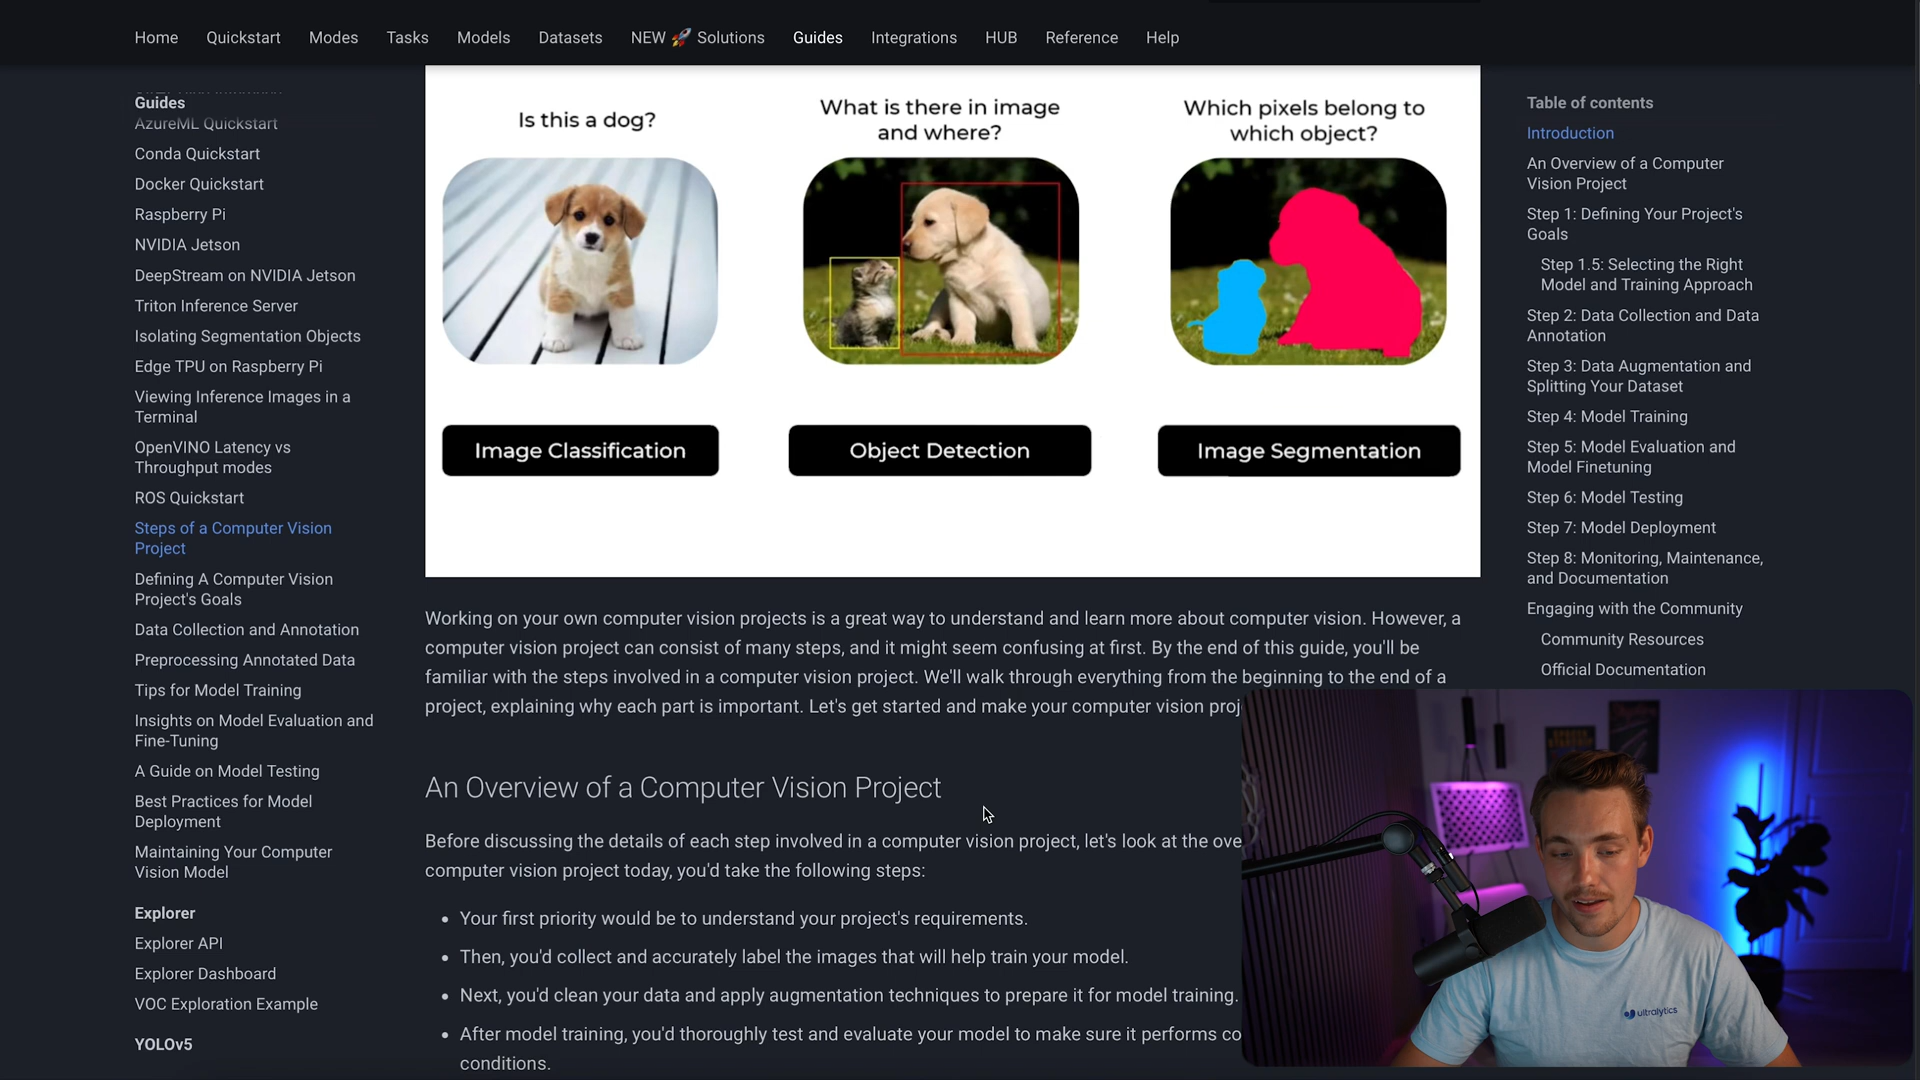 Home Quickstart Modes Tasks Models Datasets NEW 🚀 Solutions Guides Integrations HUB Reference Help
Guides
AzureML Quickstart
Conda Quickstart
Docker Quickstart
Raspberry Pi
NVIDIA Jetson
DeepStream on NVIDIA Jetson
Triton Inference Server
Isolating Segmentation Objects
Edge TPU on Raspberry Pi
Viewing Inference Images in a
Terminal
OpenVINO Latency vs
Throughput modes
ROS Quickstart
Steps of a Computer Vision
Project
Defining A Computer Vision
Project's Goals
Data Collection and Annotation
Preprocessing Annotated Data
Tips for Model Training
Insights on Model Evaluation and
Fine-Tuning
A Guide on Model Testing
Best Practices for Model
Deployment
Maintaining Your Computer
Vision Model
Explorer
Explorer API
Explorer Dashboard
VOC Exploration Example
YOLOv5
Is this a dog?
What is there in image
and where?
Which pixels belong to
which object?
Image Classification
Object Detection
Image Segmentation
Working on your own computer vision projects is a great way to understand and learn more about computer vision. However, a
computer vision project can consist of many steps, and it might seem confusing at first. By the end of this guide, you'll be
familiar with the steps involved in a computer vision project. We'll walk through everything from the beginning to the end of a
project, explaining why each part is important. Let's get started and make your computer vision
An Overview of a Computer Vision Project
Before discussing the details of each step involved in a computer vision project, let's look at the
computer vision project today, you'd take the following steps:
• Your first priority would be to understand your project's requirements.
• Then, you'd collect and accurately label the images that will help train your model.
• Next, you'd clean your data and apply augmentation techniques to prepare it for model training.
• After model training, you'd thoroughly test and evaluate your model to make sure it performs
conditions.
Table of contents
Introduction
An Overview of a Computer
Vision Project
Step 1: Defining Your Project's
Goals
Step 1.5: Selecting the Right
Model and Training Approach
Step 2: Data Collection and Data
Annotation
Step 3: Data Augmentation and
Splitting Your Dataset
Step 4: Model Training
Step 5: Model Evaluation and
Model Finetuning
Step 6: Model Testing
Step 7: Model Deployment
Step 8: Monitoring, Maintenance,
and Documentation
Engaging with the Community
Community Resources
Official Documentation
ultralytics